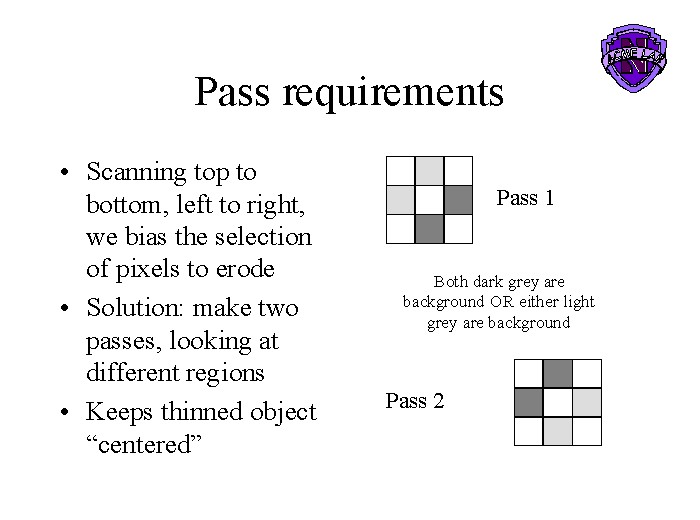 Pass requirements
• Scanning top to
bottom, left to right,
we bias the selection
of pixels to erode
• Solution: make two
passes, looking at
different regions
• Keeps thinned object
“centered”
Pass 1
Both dark grey are
background OR either light
grey are background
Pass 2